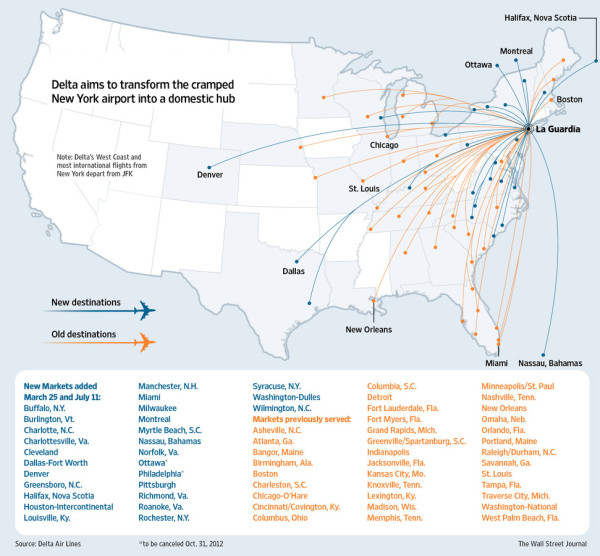 Halifax, Nova Scotia
Montreal
Ottawa
Delta aims to transform the cramped
New York airport into a domestic hub
Boston
La Guardia
Chicago
Note: Delta's West Coast and
most international flights from
New York depart from JFK
Denver
St. Louis
Dallas
New destinations
Old destinations
New Orleans
Miami
Nassau, Bahamas
New Markets added
March 25 and July 11:
Buffalo, N.Y.
Burlington, Vt.
Charlotte, N.C.
Charlottesville, Va.
Cleveland
Dallas-Fort Worth
Denver
Greensboro, N.C.
Halifax, Nova Scotia
Houston-Intercontinental
Louisville, Ky.
Manchester, N.H.
Miami
Milwaukee
Montreal
Myrtle Beach, S.C.
Nassau, Bahamas
Norfolk, Va.
Ottawa*
Philadelphia*
Pittsburgh
Richmond, Va.
Roanoke, Va.
Rochester, N.Y.
Syracuse, N.Y.
Washington-Dulles
Wilmington, N.C.
Markets previously served:
Asheville, N.C.
Atlanta, Ga.
Bangor, Maine
Birmingham, Ala.
Boston
Charleston, S.C.
Chicago-O'Hare
Cincinnati/Covington, Ky.
Columbus, Ohio
Columbia, S.C.
Detroit
Fort Lauderdale, Fla.
Fort Myers, Fla.
Grand Rapids, Mich.
Greenville/Spartanburg, S.C.
Indianapolis
Jacksonville, Fla.
Kansas City, Mo.
Knoxville, Tenn.
Lexington, Ky.
Madison, Wis.
Memphis, Tenn.
Minneapolis/St. Paul
Nashville, Tenn.
New Orleans
Omaha, Neb.
Orlando, Fla.
Portland, Maine
Raleigh/Durham, N.C.
Savannah, Ga.
St. Louis
Tampa, Fla.
Traverse City, Mich.
Washington-National
West Palm Beach, Fla.
Source: Delta Air Lines
*to be canceled Oct. 31, 2012
The Wall Street Journal